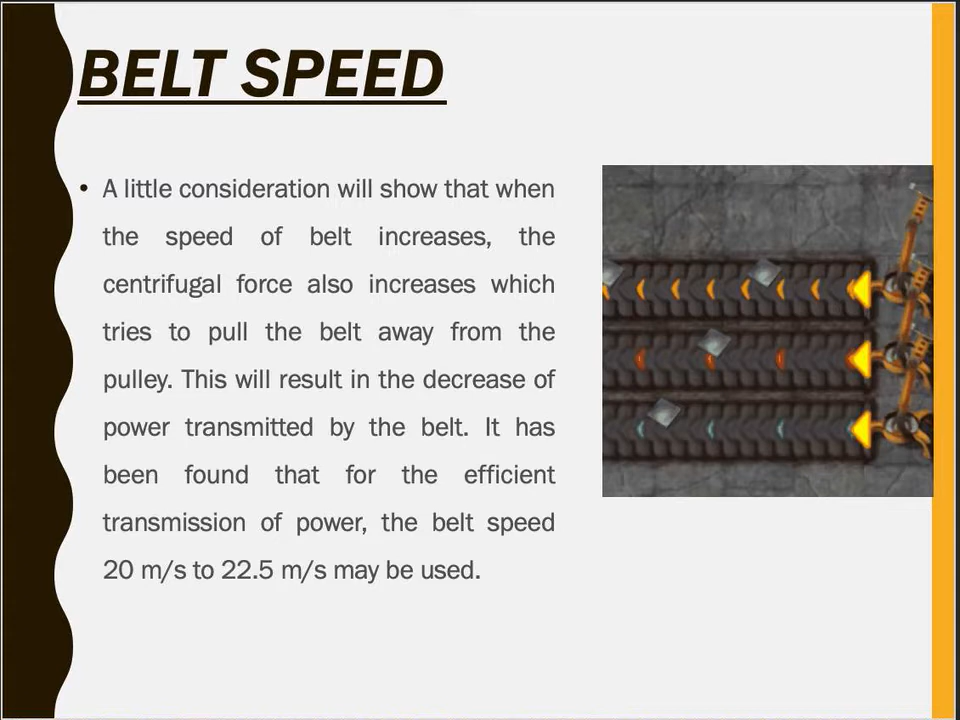 BELT SPEED
• A little consideration will show that when
the speed of belt increases, the
centrifugal force also increases which
tries to pull the belt away from the
pulley. This will result in the decrease of
power transmitted by the belt. It has
been found that for the efficient
transmission of power, the belt speed
20 m/s to 22.5 m/s may be used.